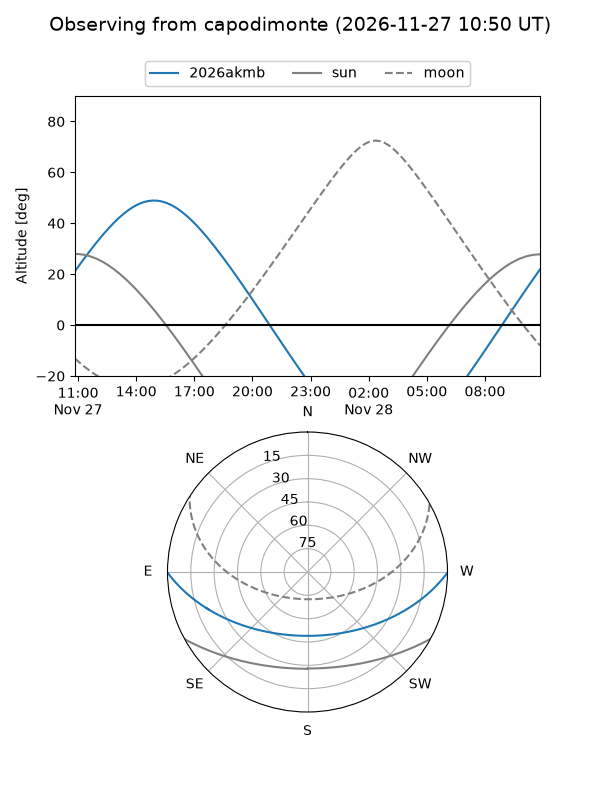 Observing from capodimonte (2026-11-27 10:50 UT)
2026akmb sun moon
Altitude [deg]
80
60
40
20
0
−20
11:00 14:00 17:00 20:00 23:00 02:00 05:00 08:00
Nov 27 Nov 28
N
NE NW
15
30
45
60
75
E W
SE SW
S